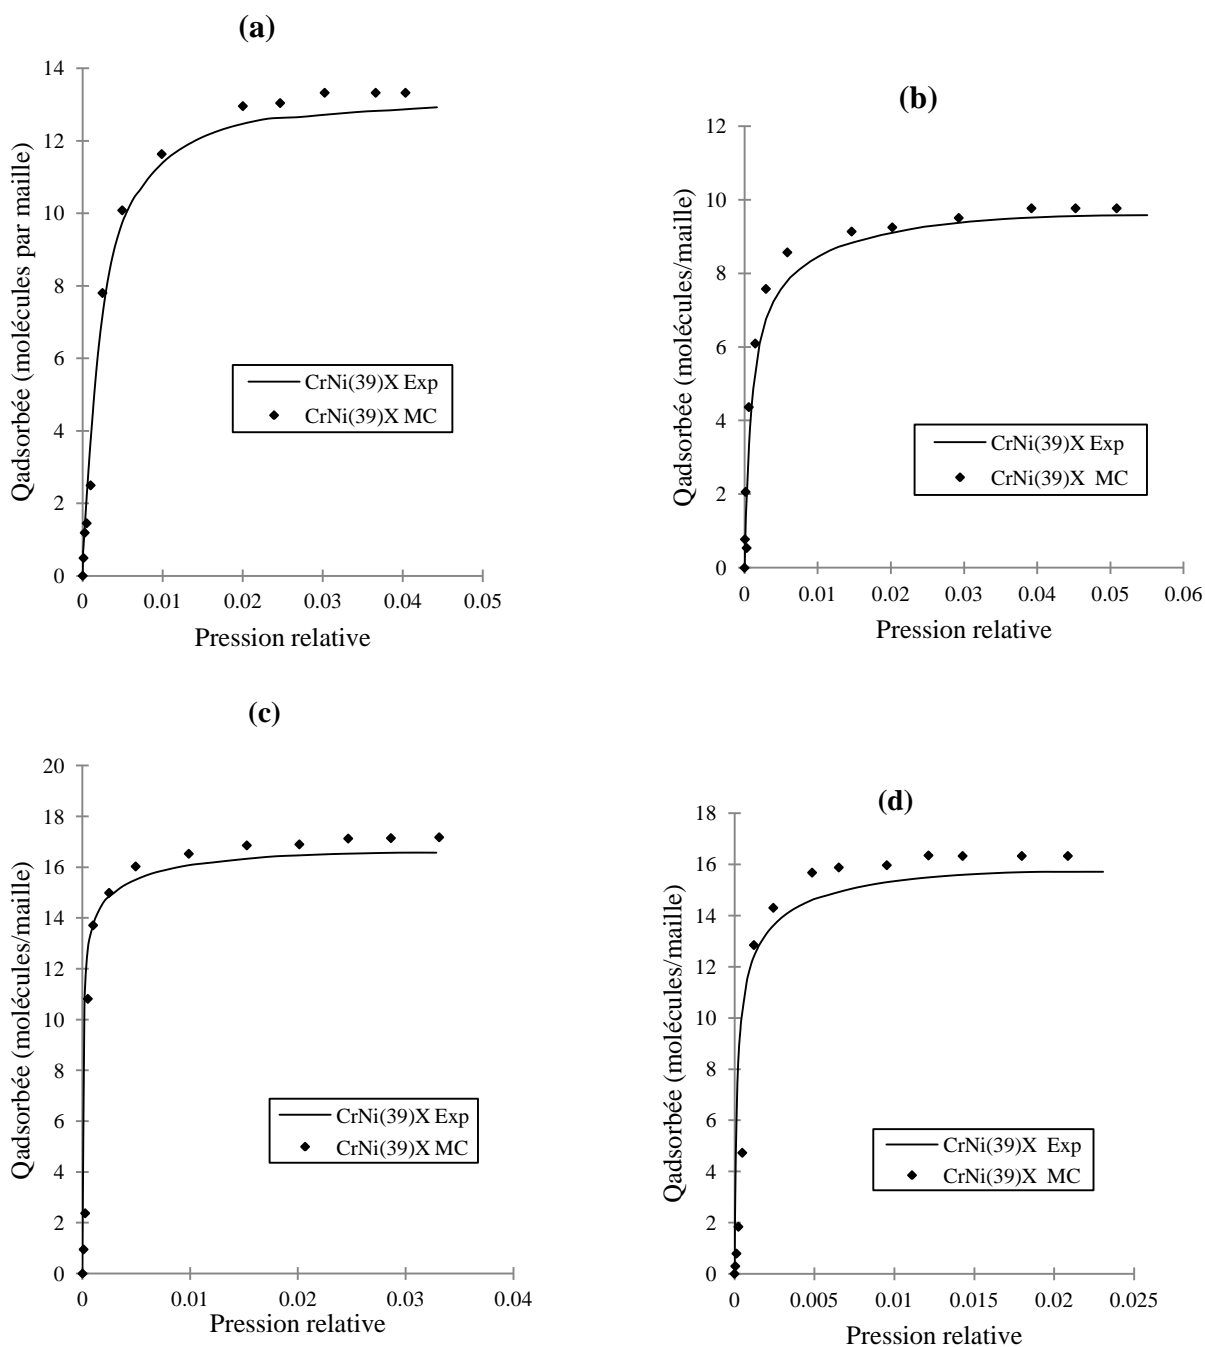 (a)
14
12
10
8
6
4
2
0
Qadsorbée (molécules par maille)
CrNi(39)X Exp
CrNi(39)X MC
0 0.01 0.02 0.03 0.04 0.05
Pression relative
(b)
12
10
8
6
4
2
0
Qadsorbée (molécules/maille)
CrNi(39)X Exp
CrNi(39)X MC
0 0.01 0.02 0.03 0.04 0.05 0.06
Pression relative
(c)
20
18
16
14
12
10
8
6
4
2
0
Qadsorbée (molécules/maille)
CrNi(39)X Exp
CrNi(39)X MC
0 0.01 0.02 0.03 0.04
Pression relative
(d)
18
16
14
12
10
8
6
4
2
0
Qadsorbée (molécules/maille)
CrNi(39)X Exp
CrNi(39)X MC
0 0.005 0.01 0.015 0.02 0.025
Pression relative